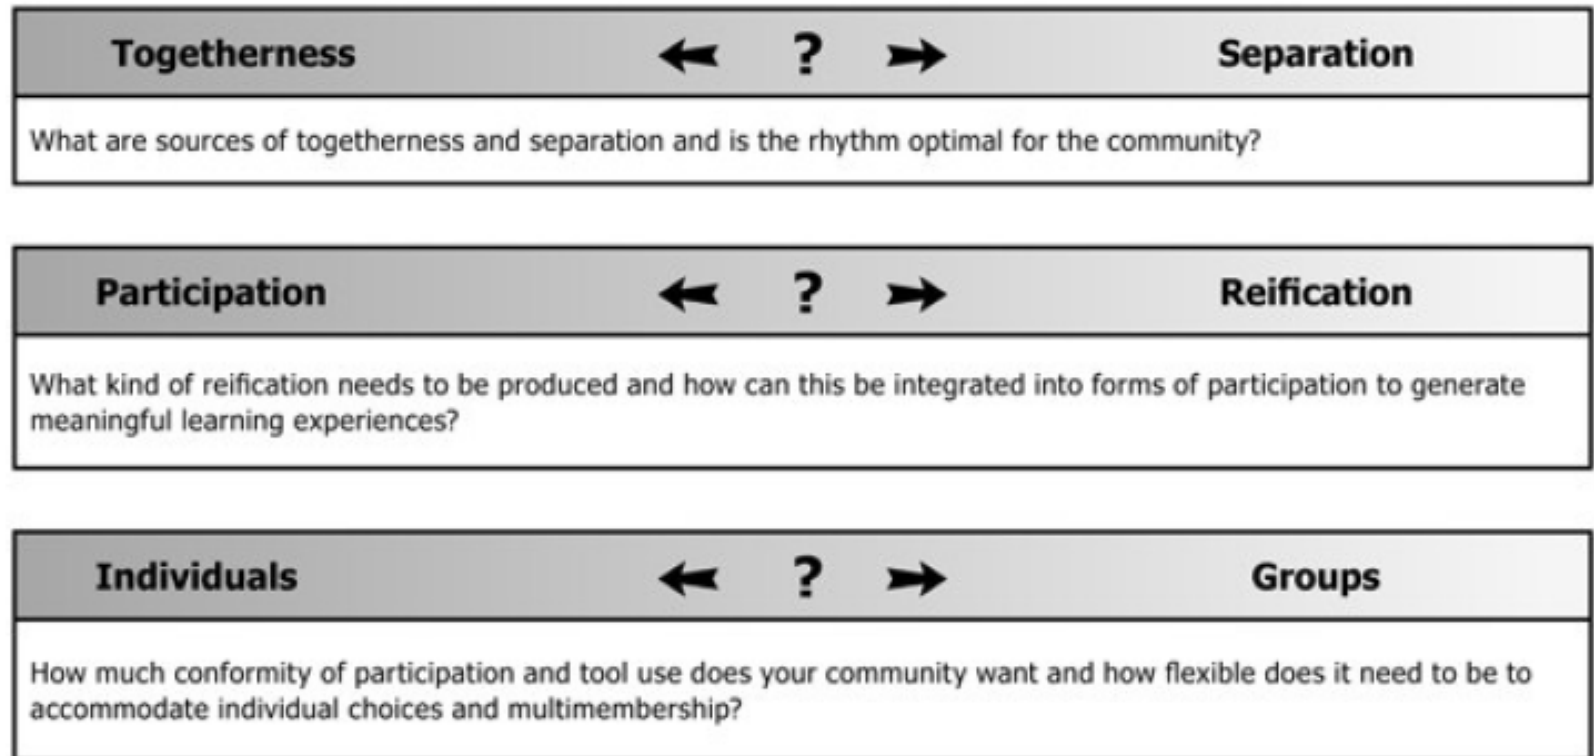 Togetherness ? Separation
What are sources of togetherness and separation and is the rhythm optimal for the community?
Participation ? Reification
What kind of reification needs to be produced and how can this be integrated into forms of participation to generate
meaningful learning experiences?
Individuals ? Groups
How much conformity of participation and tool use does your community want and how flexible does it need to be to
accommodate individual choices and multimembership?